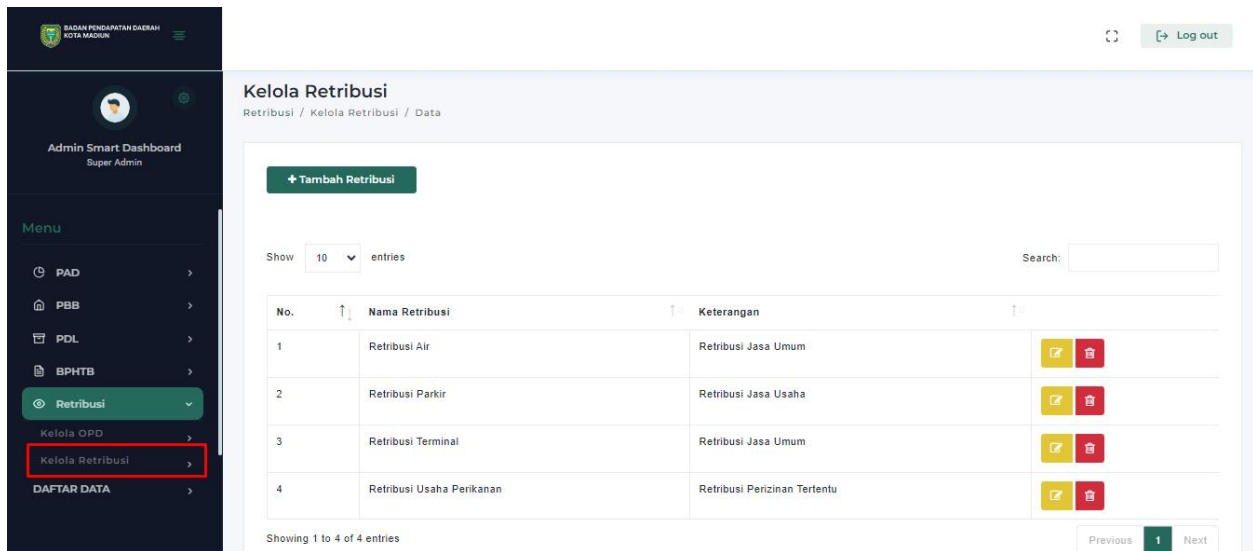 BADAN PENDAPATAN DAERAH
KOTA MADIUN
Log out
Admin Smart Dashboard
Super Admin
Menu
PAD
PBB
PDL
BPHTB
Retribusi
Kelola OPD
Kelola Retribusi
DAFTAR DATA
Kelola Retribusi
Retribusi / Kelola Retribusi / Data
+ Tambah Retribusi
Show 10 entries
Search:
No. Nama Retribusi Keterangan
1 Retribusi Air Retribusi Jasa Umum
2 Retribusi Parkir Retribusi Jasa Usaha
3 Retribusi Terminal Retribusi Jasa Umum
4 Retribusi Usaha Perikanan Retribusi Perizinan Tertentu
Showing 1 to 4 of 4 entries
Previous 1 Next